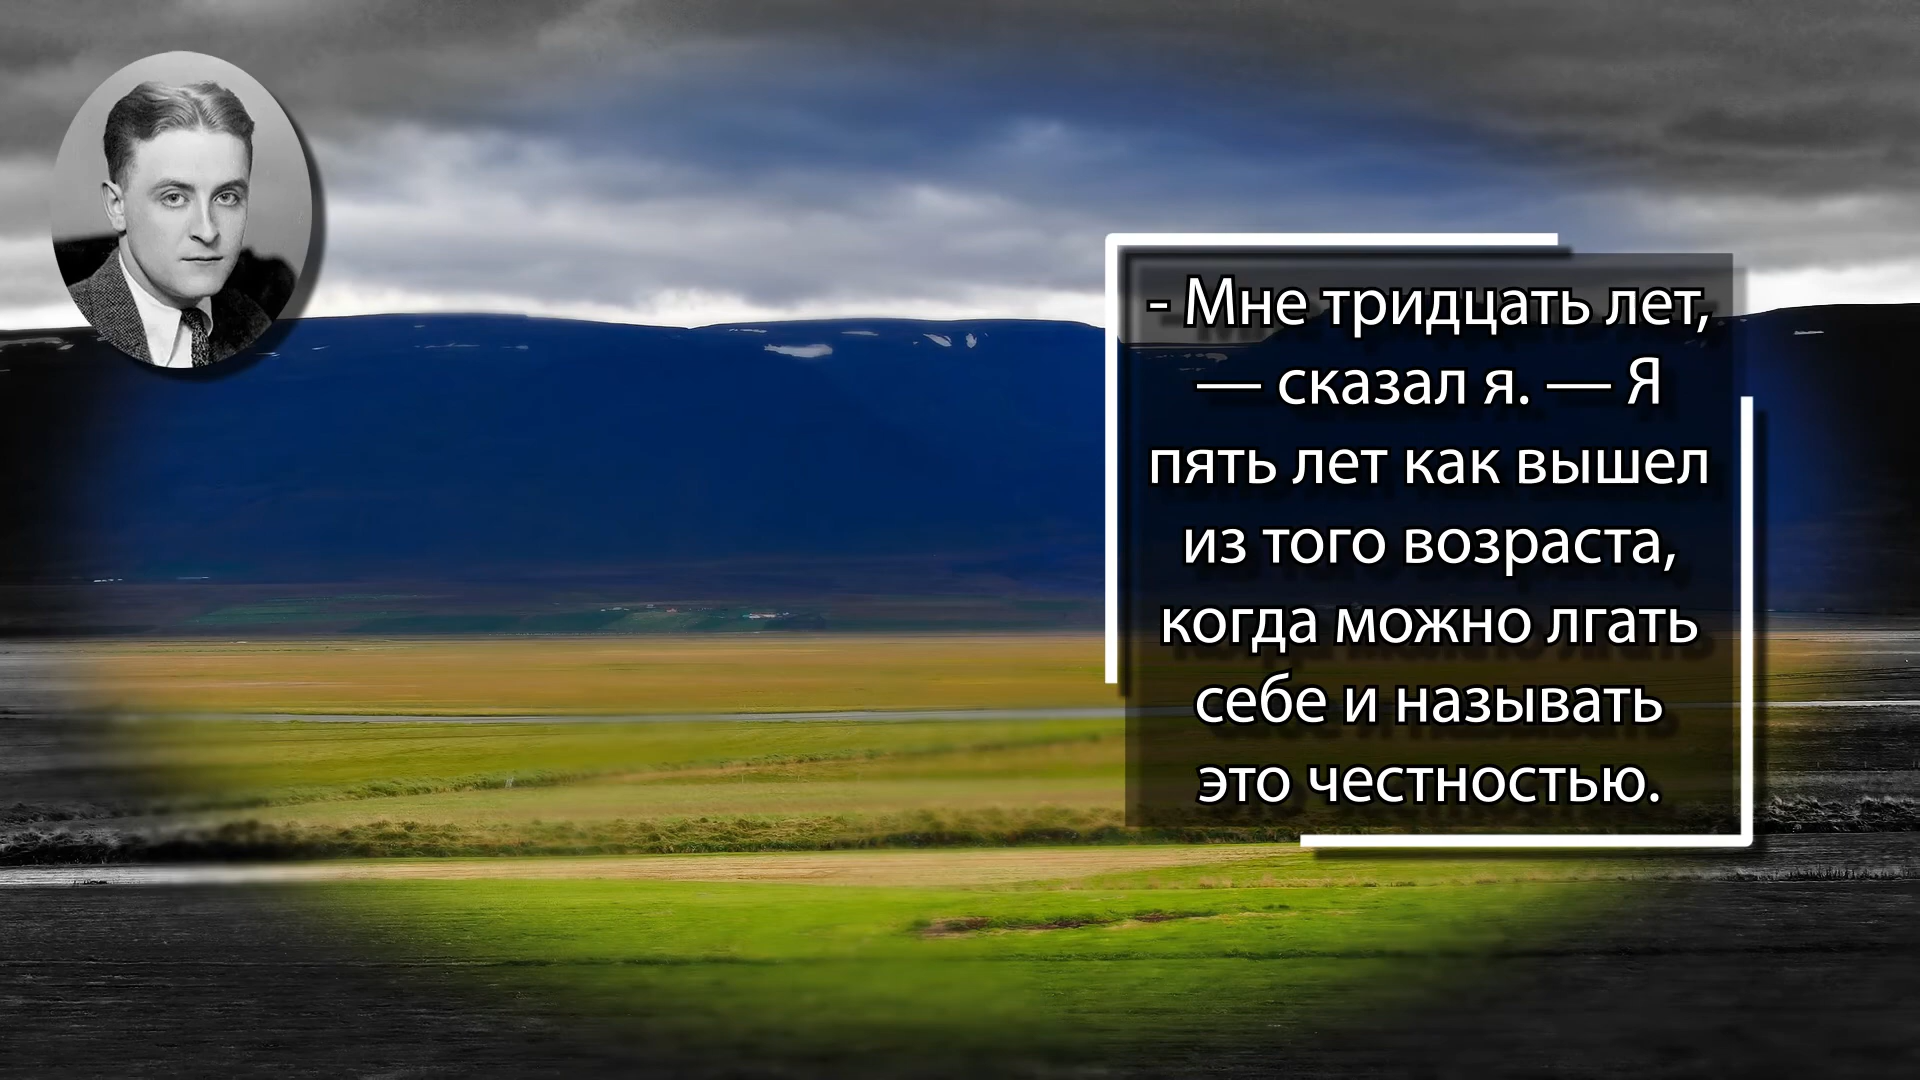 - Мне тридцать лет,
— сказал я. — Я
пять лет как вышел
из того возраста,
когда можно лгать
себе и называть
это честностью.